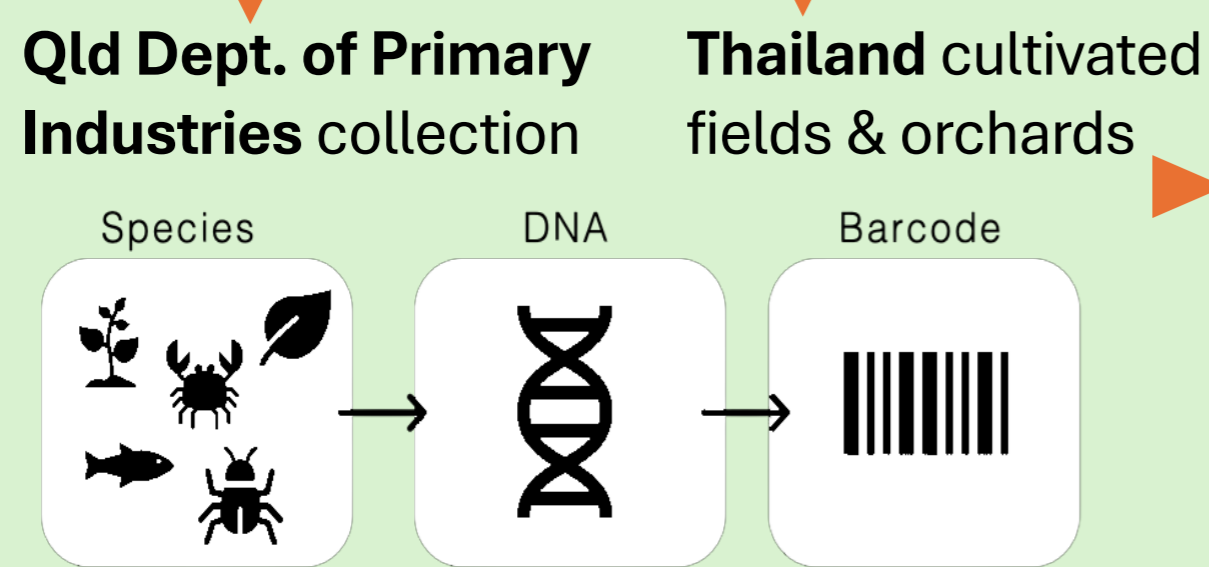 Qld Dept. of Primary
Industries collection
Thailand cultivated
fields & orchards
Species
DNA
Barcode